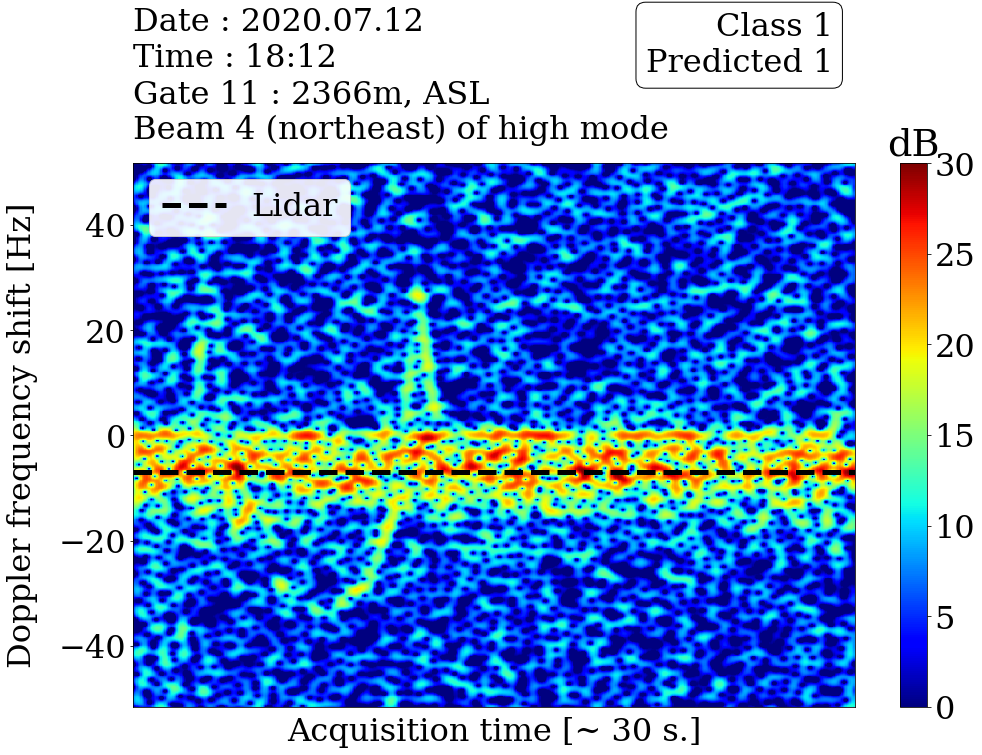 Date : 2020.07.12
Time : 18:12
Gate 11 : 2366m, ASL
Beam 4 (northeast) of high mode
Class 1
Predicted 1
dB
Lidar
Doppler frequency shift [Hz]
40
20
0
−20
−40
30
25
20
15
10
5
0
Acquisition time [~ 30 s.]